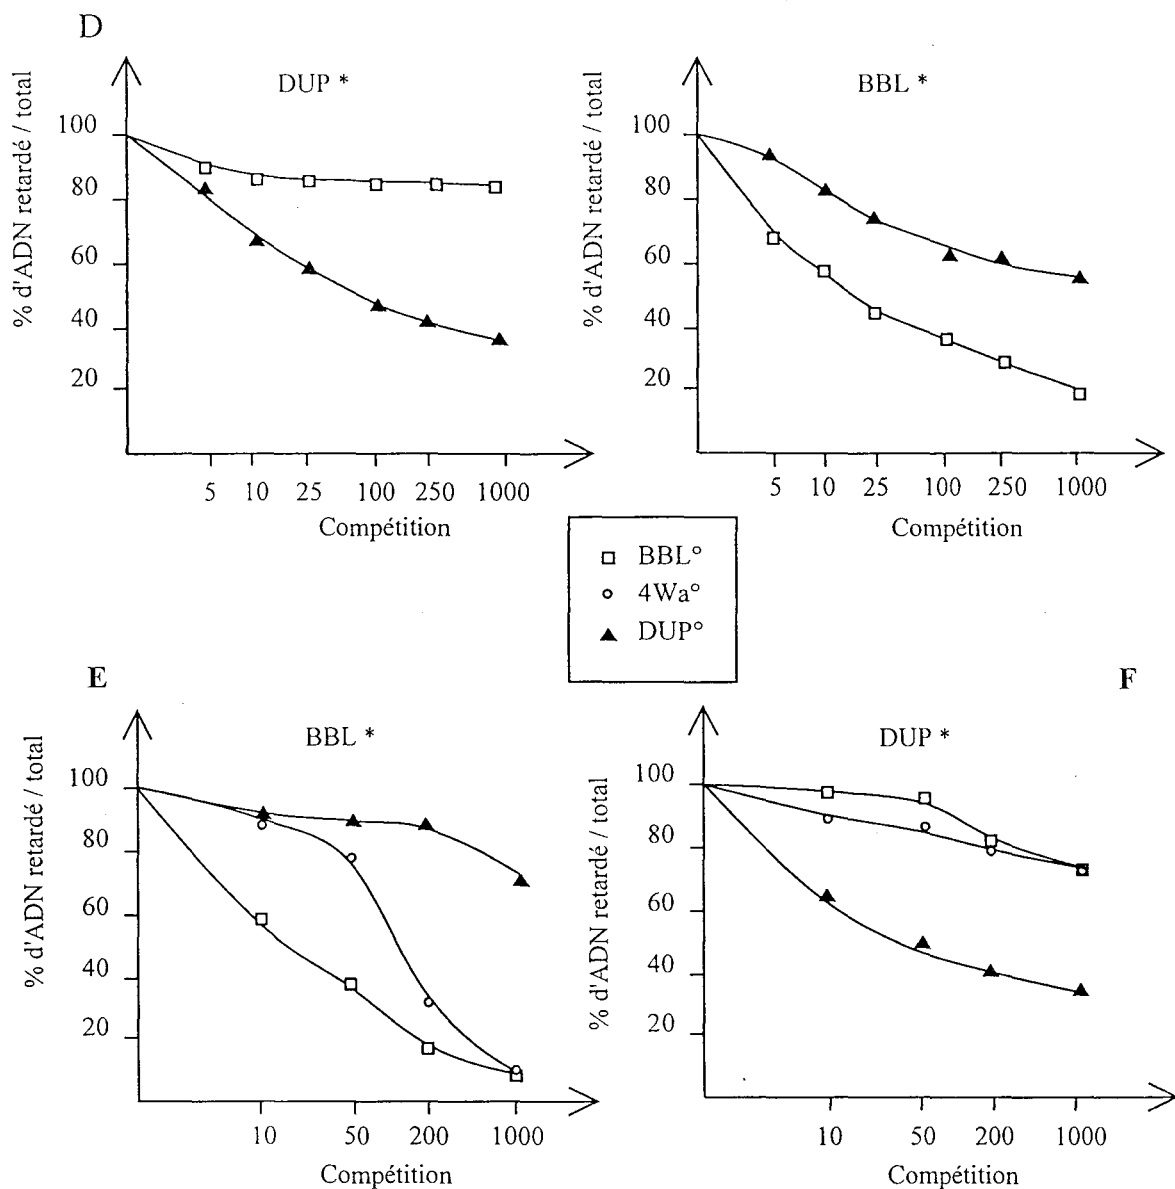 D
DUP *
% d'ADN retardé / total
100
80
60
40
20
5 10 25 100 250 1000
Compétition
BBL *
% d'ADN retardé / total
100
80
60
40
20
5 10 25 100 250 1000
Compétition
BBL°
4Wa°
DUP°
E
BBL *
% d'ADN retardé / total
100
80
60
40
20
10 50 200 1000
Compétition
F
DUP *
% d'ADN retardé / total
100
80
60
40
20
10 50 200 1000
Compétition